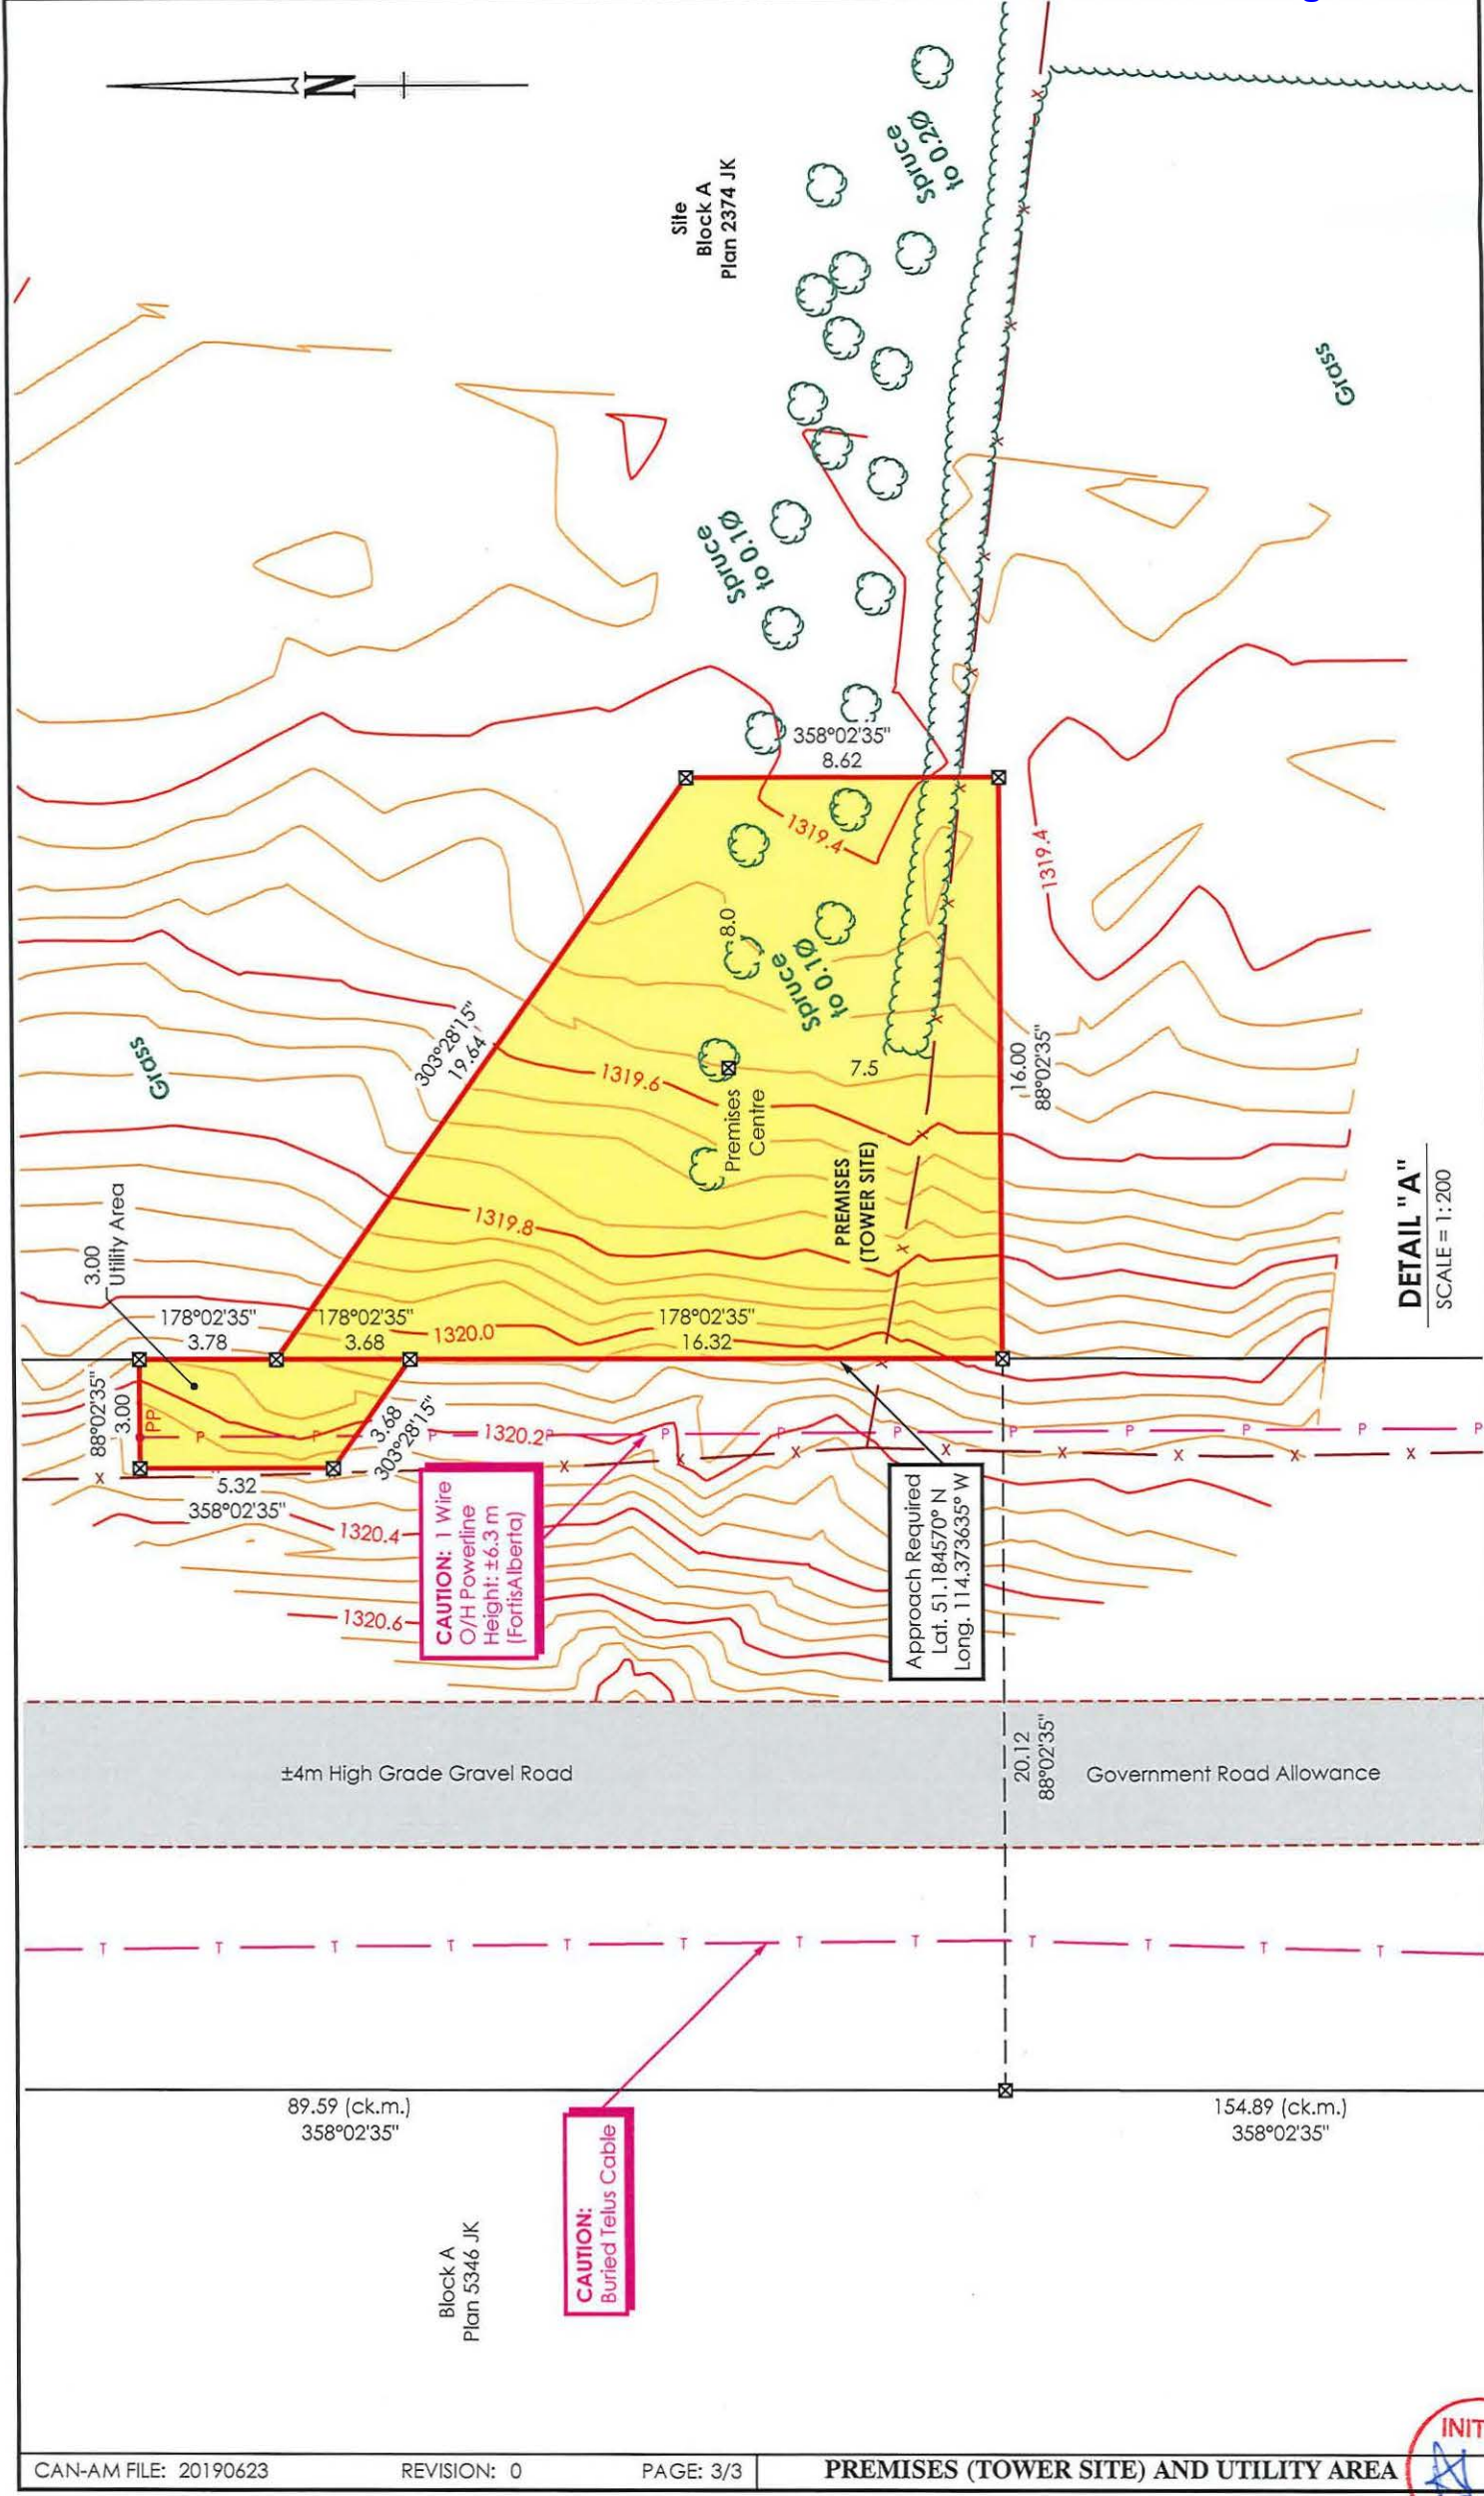 N
Site
Block A
Plan 2374 JK
Spruce
to 0.2Ø
Grass
Spruce
to 0.1Ø
358°02'35"
8.62
1319.4
1319.4
8.0
Spruce
to 0.1Ø
303°28'15"
19.64
Grass
1319.6
Premises
Centre
7.5
16.00
88°02'35"
PREMISES
(TOWER SITE)
1319.8
3.00
Utility Area
178°02'35"
3.78
178°02'35"
3.68
1320.0
178°02'35"
16.32
DETAIL "A"
SCALE = 1:200
88°02'35"
3.00
PP
P
P
3.68
303°28'15"
P
1320.2
P
P
P
P
P
P
P
P
P
X
X
X
X
X
X
X
X
X
5.32
358°02'35"
1320.4
1320.6
CAUTION: 1 Wire
O/H Powerline
Height: ±6.3 m
(FortisAlberta)
Approach Required
Lat. 51.184570° N
Long. 114.373635° W
±4m High Grade Gravel Road
20.12
88°02'35"
Government Road Allowance
T T T T T T T T T T T T
89.59 (ck.m.)
358°02'35"
154.89 (ck.m.)
358°02'35"
CAUTION:
Buried Telus Cable
Block A
Plan 5346 JK
CAN-AM FILE: 20190623
REVISION: 0
PAGE: 3/3
PREMISES (TOWER SITE) AND UTILITY AREA
INIT